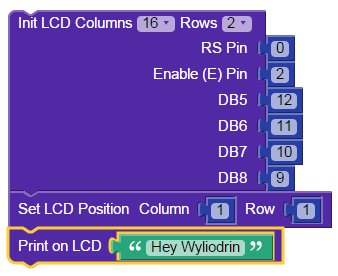 Init LCD Columns 16 Rows 2
RS Pin 0
Enable (E) Pin 2
DB5 12
DB6 11
DB7 10
DB8 9
Set LCD Position Column 1 Row 1
Print on LCD “ Hey Wyliodrin ”